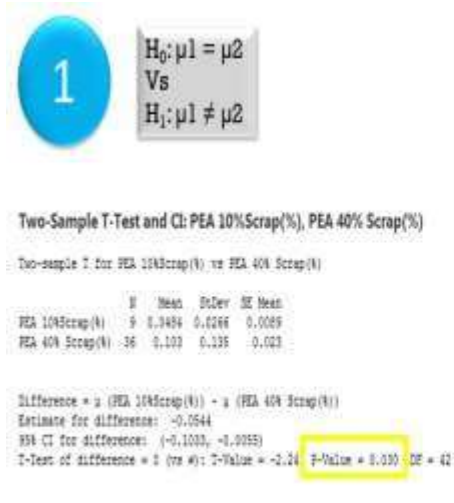 1
H₀: µ1 = µ2
Vs
H₁: µ1 ≠ µ2
Two-Sample T-Test and CI: PEA 10%Scrap(%), PEA 40% Scrap(%)
Two-sample T for PEA 10%Scrap(%) vs PEA 40% Scrap(%)
N Mean StDev SE Mean
PEA 10%Scrap(%) 9 0.0484 0.0266 0.0089
PEA 40% Scrap(%) 36 0.103 0.135 0.023
Difference = µ (PEA 10%Scrap(%)) - µ (PEA 40% Scrap(%))
Estimate for difference: -0.0544
95% CI for difference: (-0.1033, -0.0055)
T-Test of difference = 0 (vs ≠): T-Value = -2.24 P-Value = 0.030 DF = 42